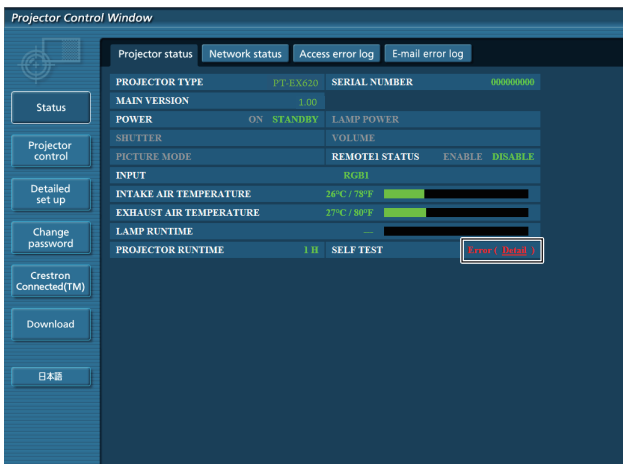 Projector Control Window
Projector status Network status Access error log E-mail error log
Status
Projector control
Detailed set up
Change password
Crestron Connected(TM)
Download
日本語
PROJECTOR TYPE PT-EX620 SERIAL NUMBER 000000000
MAIN VERSION 1.00
POWER ON STANDBY LAMP POWER
SHUTTER VOLUME
PICTURE MODE REMOTE1 STATUS ENABLE DISABLE
INPUT RGB1
INTAKE AIR TEMPERATURE 26°C / 78°F
EXHAUST AIR TEMPERATURE 27°C / 80°F
LAMP RUNTIME ---
PROJECTOR RUNTIME 1 H SELF TEST Error ( Detail )